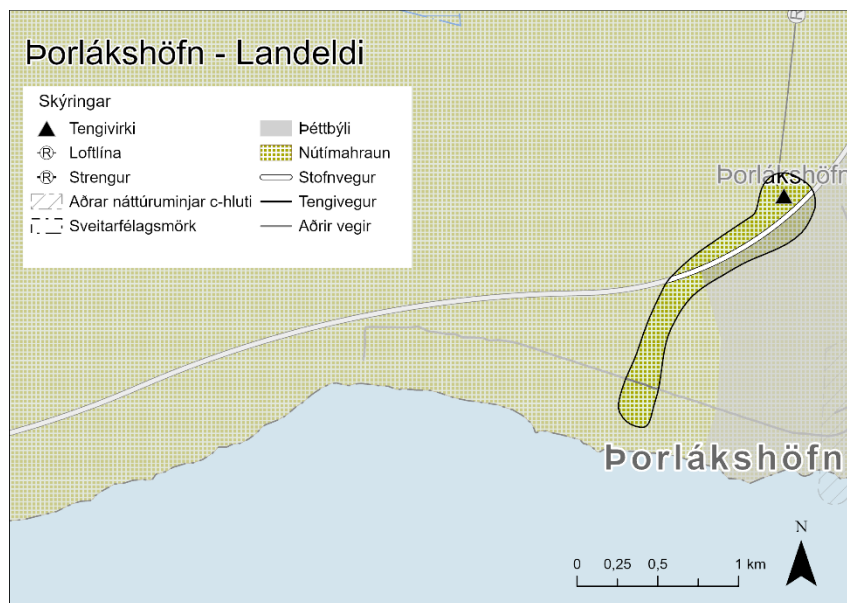 Þorlákshöfn - Landeldi
Skýringar
Tengivirki
Þéttbýli
R Loftlína
Nútímahraun
R Strengur
Stofnvegur
Aðrar náttúruminjar c-hluti
Tengivegur
Sveitarfélagsmörk
Aðrir vegir
R
Þorlákshöfn
Þorlákshöfn
N
0 0,25 0,5 1 km